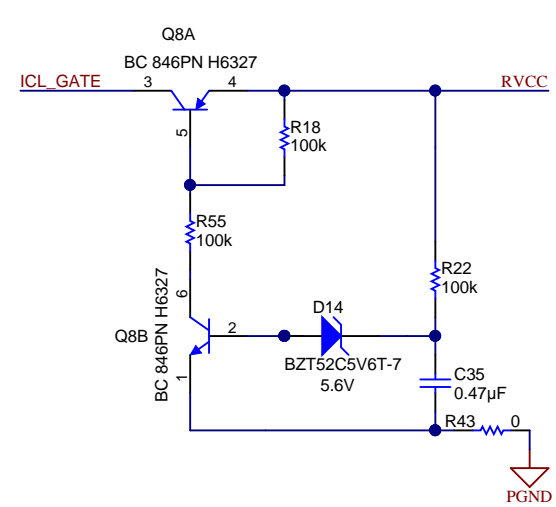 Q8A
BC 846PN H6327
ICL_GATE
3
4
RVCC
5
R18
100k
R55
100k
R22
100k
6
BC 846PN H6327
Q8B
2
D14
BZT52C5V6T-7
5.6V
1
C35
0.47µF
R43
0
PGND